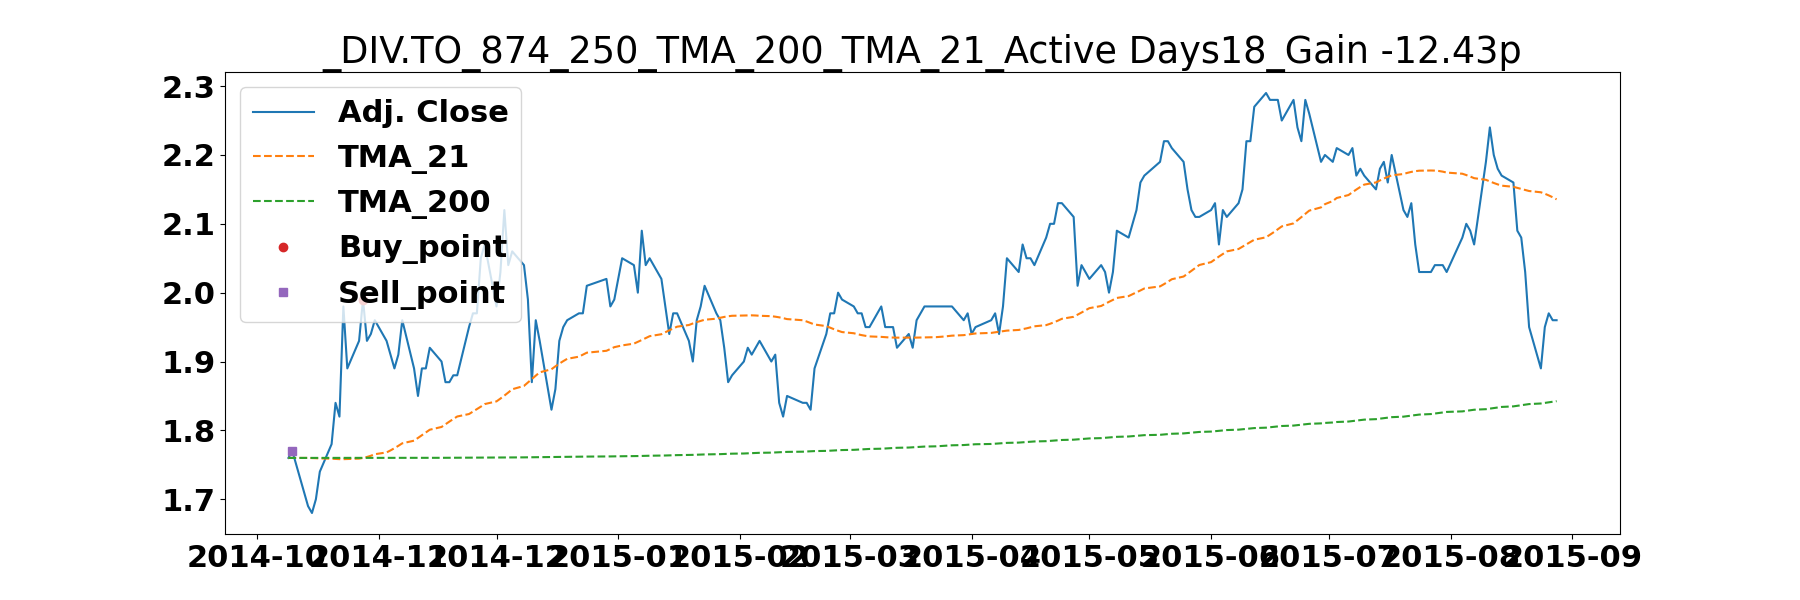 _DIV.TO_874_250_TMA_200_TMA_21_Active Days18_Gain -12.43p
2.3
2.2
2.1
2.0
1.9
1.8
1.7
Adj. Close
TMA_21
TMA_200
Buy_point
Sell_point
2014-10 2014-11 2014-12 2015-01 2015-02 2015-03 2015-04 2015-05 2015-06 2015-07 2015-08 2015-09